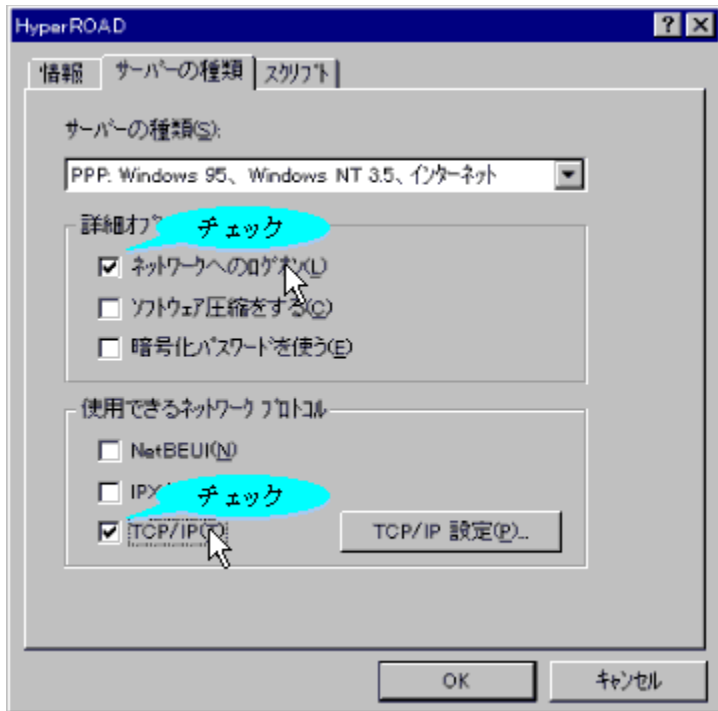 HyperROAD
情報 サーバーの種類 スクリプト
サーバーの種類(S):
PPP: Windows 95、Windows NT 3.5、インターネット
詳細オプ
チェック
ネットワークへのログオン(L)
ソフトウェア圧縮をする(C)
暗号化パスワードを使う(E)
使用できるネットワーク プロトコル
NetBEUI(N)
IPX
チェック
TCP/IP(T)
TCP/IP 設定(P)...
OK キャンセル